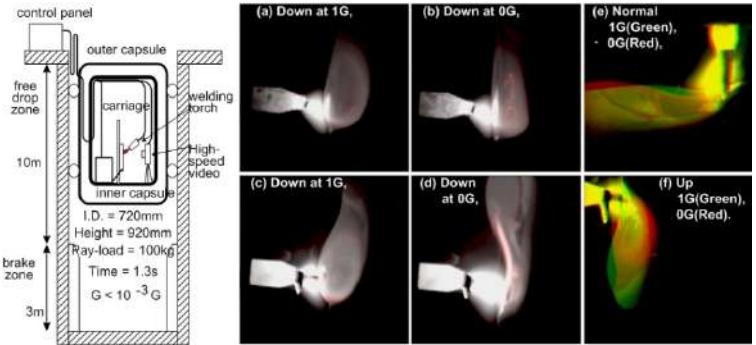 control panel
outer capsule
free drop
zone
carriage
welding
torch
10m
High-
speed
video
inner capsule
I.D. = 720mm
Height = 920mm
Ray-load = 100kg
brake
zone
Time = 1.3s
3m
G < 10 -3 G
(a) Down at 1G,
(b) Down at 0G,
(c) Down at 1G,
(d) Down
at 0G,
(e) Normal
1G(Green),
0G(Red),
(f) Up
1G(Green),
0G(Red).